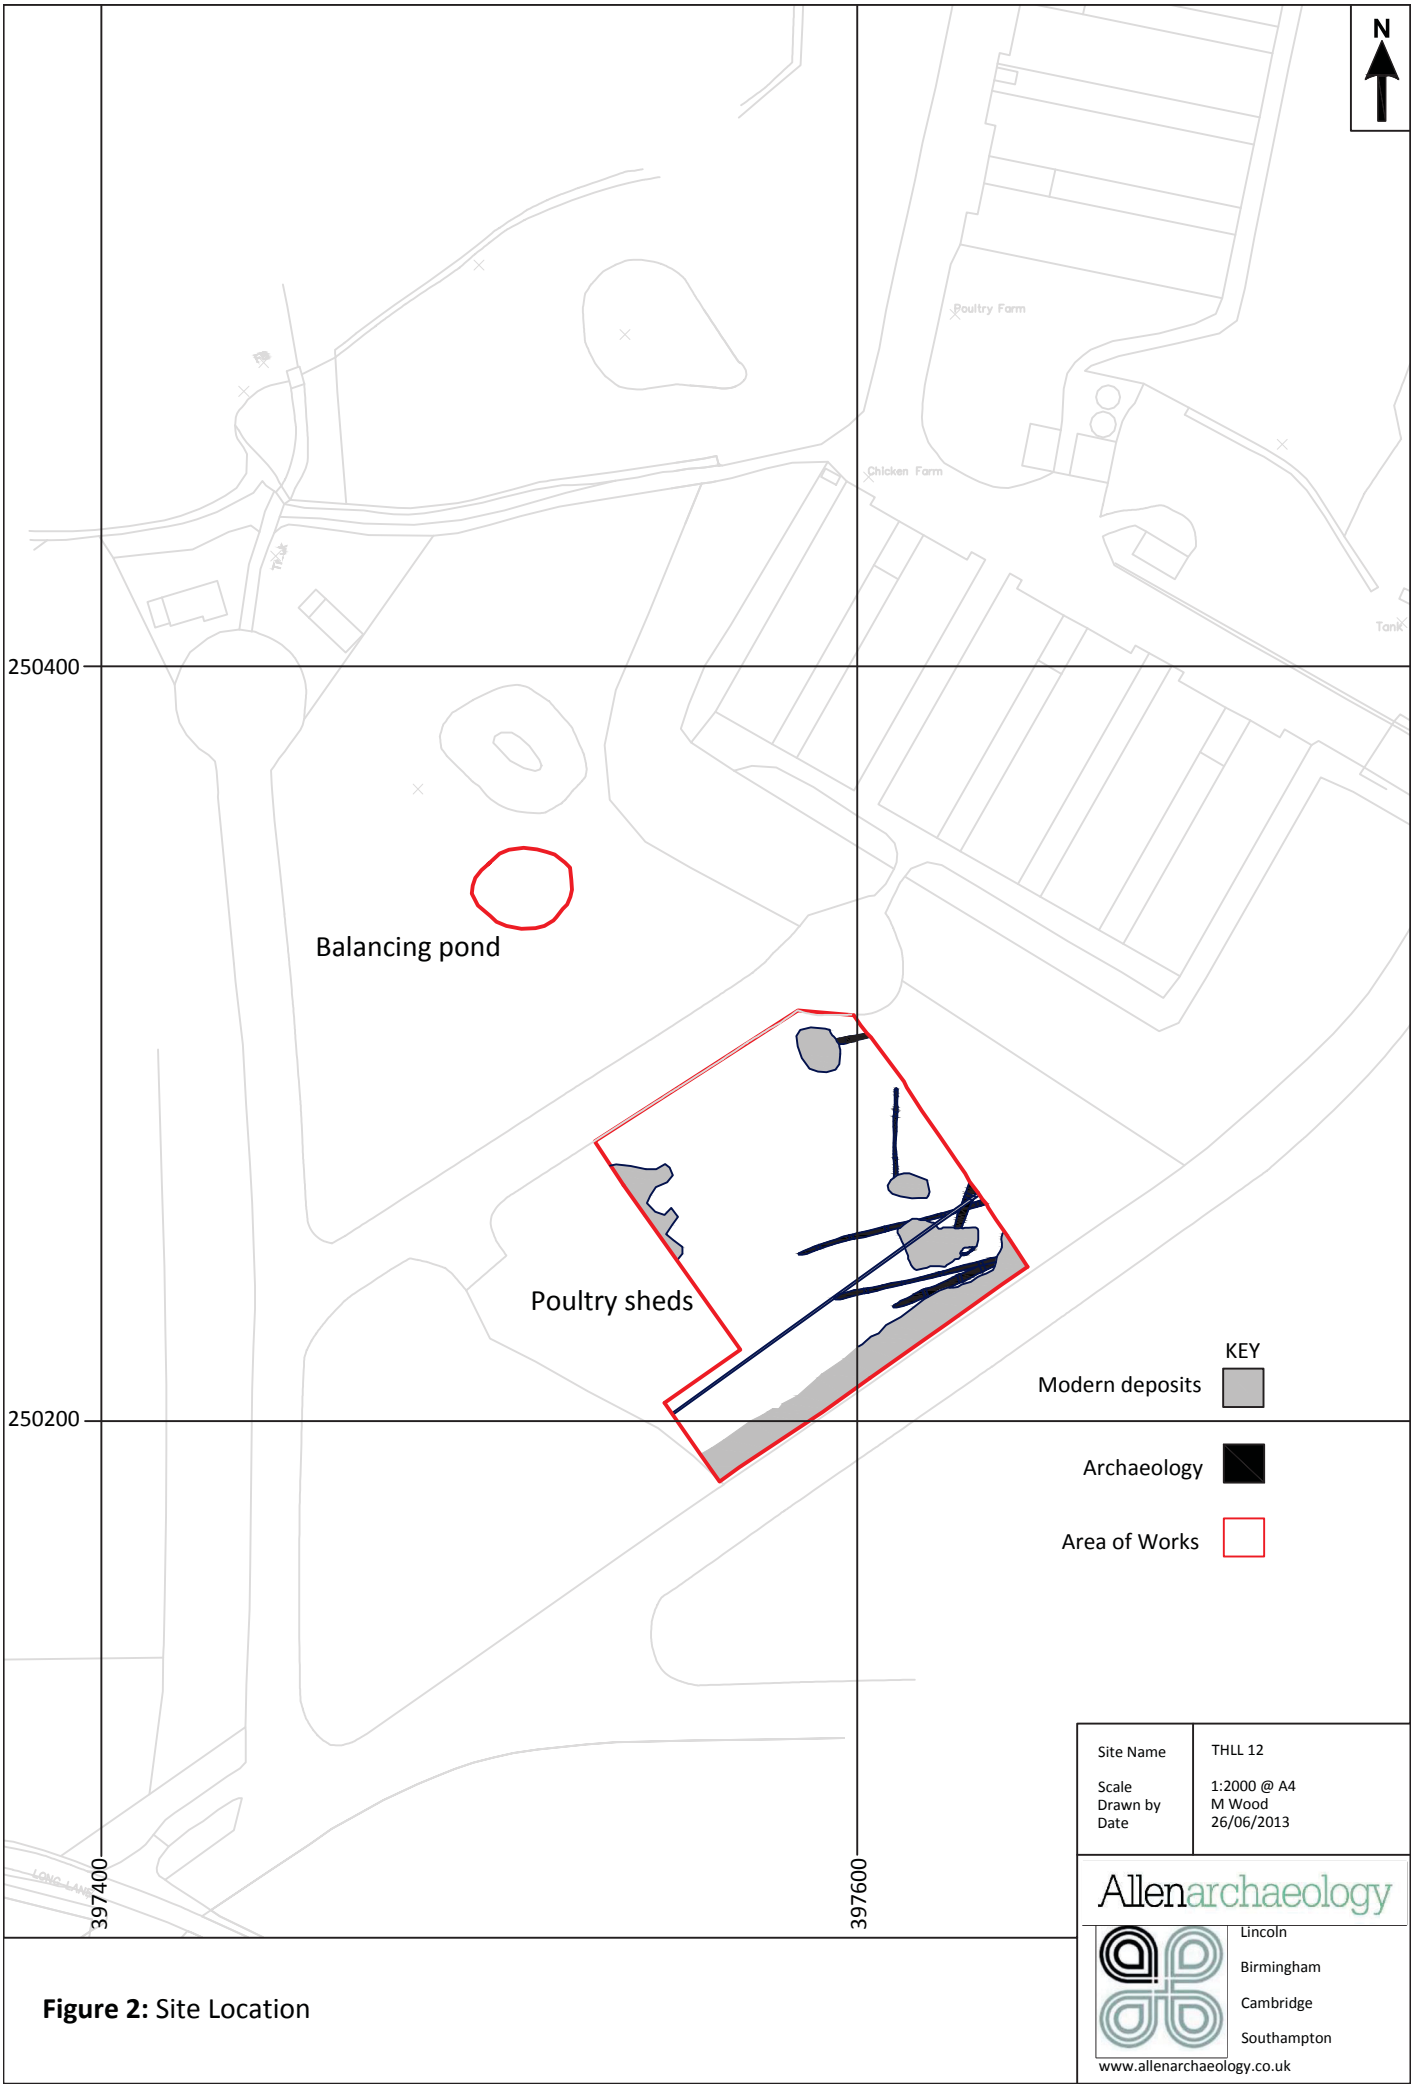 N
Poultry Farm
Chicken Farm
Tank
250400
Balancing pond
Poultry sheds
KEY
Modern deposits
250200
Archaeology
Area of Works
397400
397600
LONG LANE
Site Name THLL 12
Scale 1:2000 @ A4
Drawn by M Wood
Date 26/06/2013
Allenarchaeology
Lincoln
Birmingham
Cambridge
Southampton
www.allenarchaeology.co.uk
Figure 2: Site Location